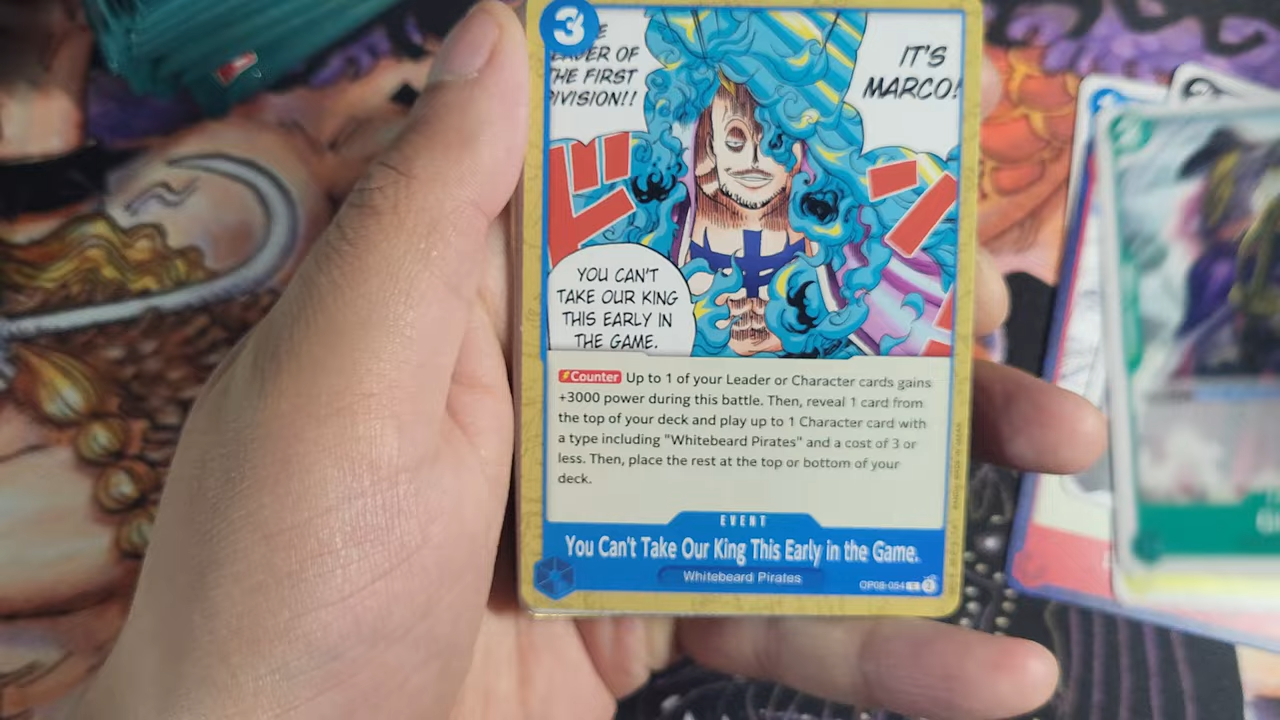 3
THE FIRST
DIVISION!!
IT'S
MARCO!
ド
ン
YOU CAN'T
TAKE OUR KING
THIS EARLY IN
THE GAME.
Counter Up to 1 of your Leader or Character cards gains
+3000 power during this battle. Then, reveal 1 card from
the top of your deck and play up to 1 Character card with
a type including "Whitebeard Pirates" and a cost of 3 or
less. Then, place the rest at the top or bottom of your
deck.
EVENT
You Can't Take Our King This Early in the Game.
Whitebeard Pirates
OP08-054 C